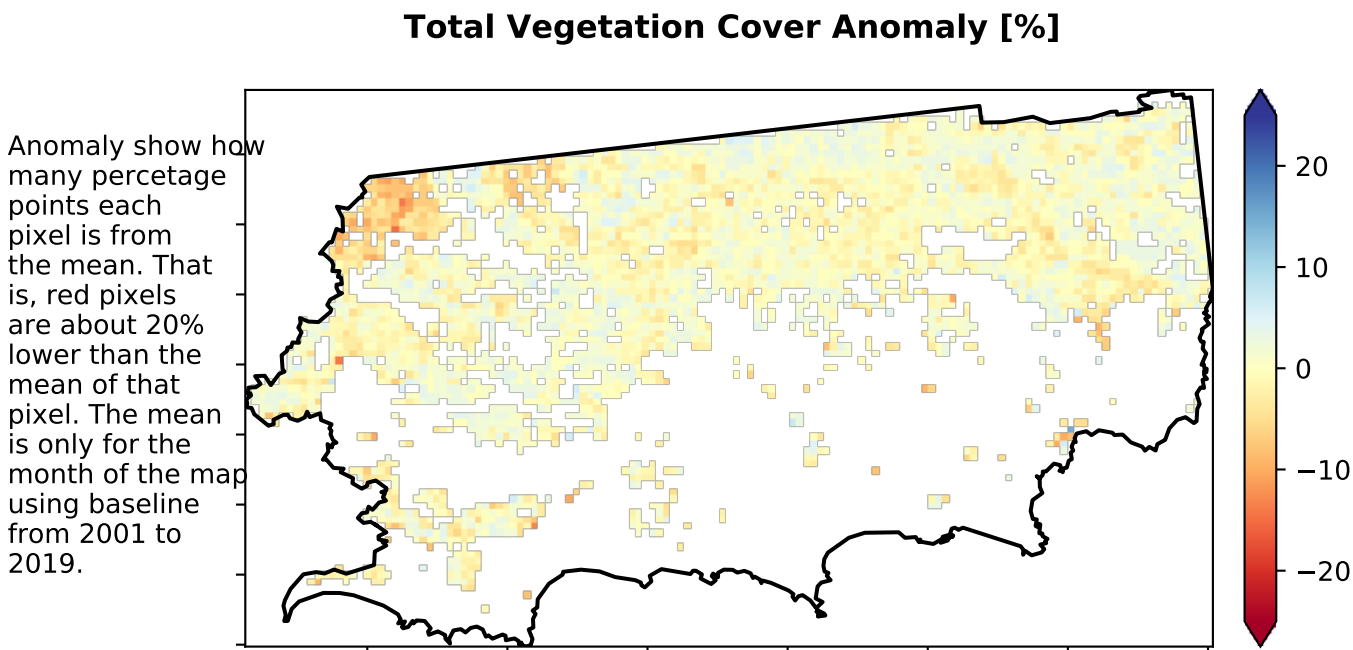 Total Vegetation Cover Anomaly [%]
Anomaly show how
many percetage
points each
pixel is from
the mean. That
is, red pixels
are about 20%
lower than the
mean of that
pixel. The mean
is only for the
month of the map
using baseline
from 2001 to
2019.
20
10
0
−10
−20